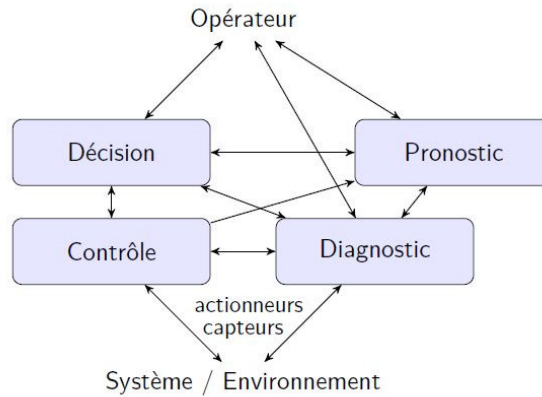 Opérateur
Décision
Pronostic
Contrôle
Diagnostic
actionneurs
capteurs
Système / Environnement